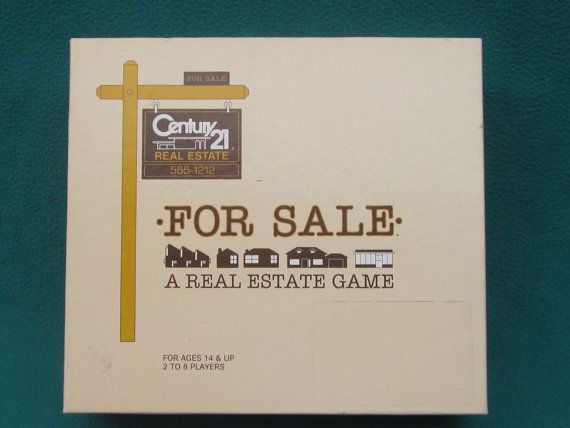 FOR SALE
Century 21
REAL ESTATE
555-1212
·FOR SALE·
A REAL ESTATE GAME
FOR AGES 14 & UP
2 TO 8 PLAYERS